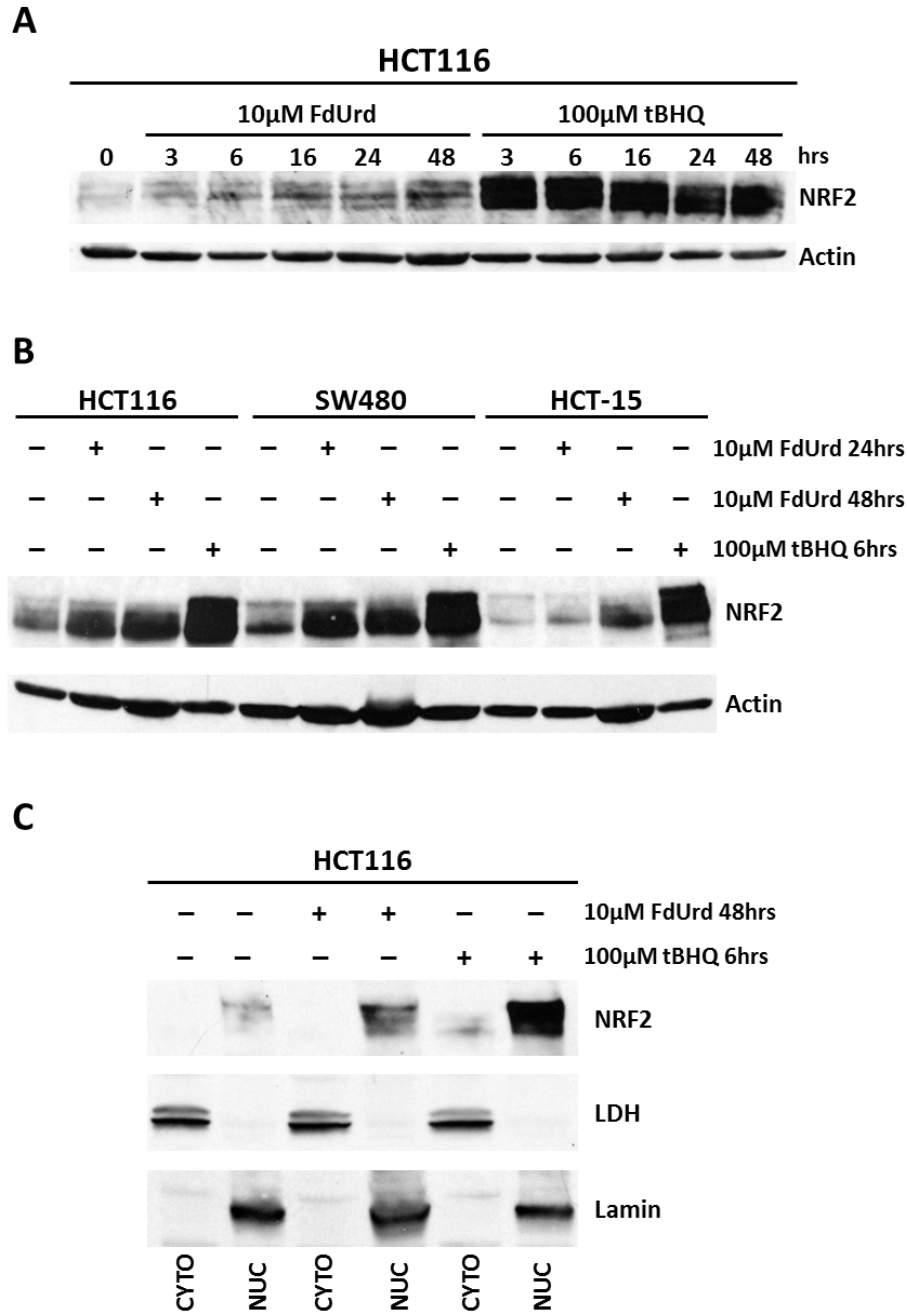 A
HCT116
10µM FdUrd 100µM tBHQ
0 3 6 16 24 48 3 6 16 24 48 hrs
NRF2
Actin
B
HCT116 SW480 HCT-15
– + – – – + – – – + – – 10µM FdUrd 24hrs
– – + – – – + – – – + – 10µM FdUrd 48hrs
– – – + – – – + – – – + 100µM tBHQ 6hrs
NRF2
Actin
C
HCT116
– – + + – – 10µM FdUrd 48hrs
– – – – + + 100µM tBHQ 6hrs
NRF2
LDH
Lamin
CYTO NUC CYTO NUC CYTO NUC